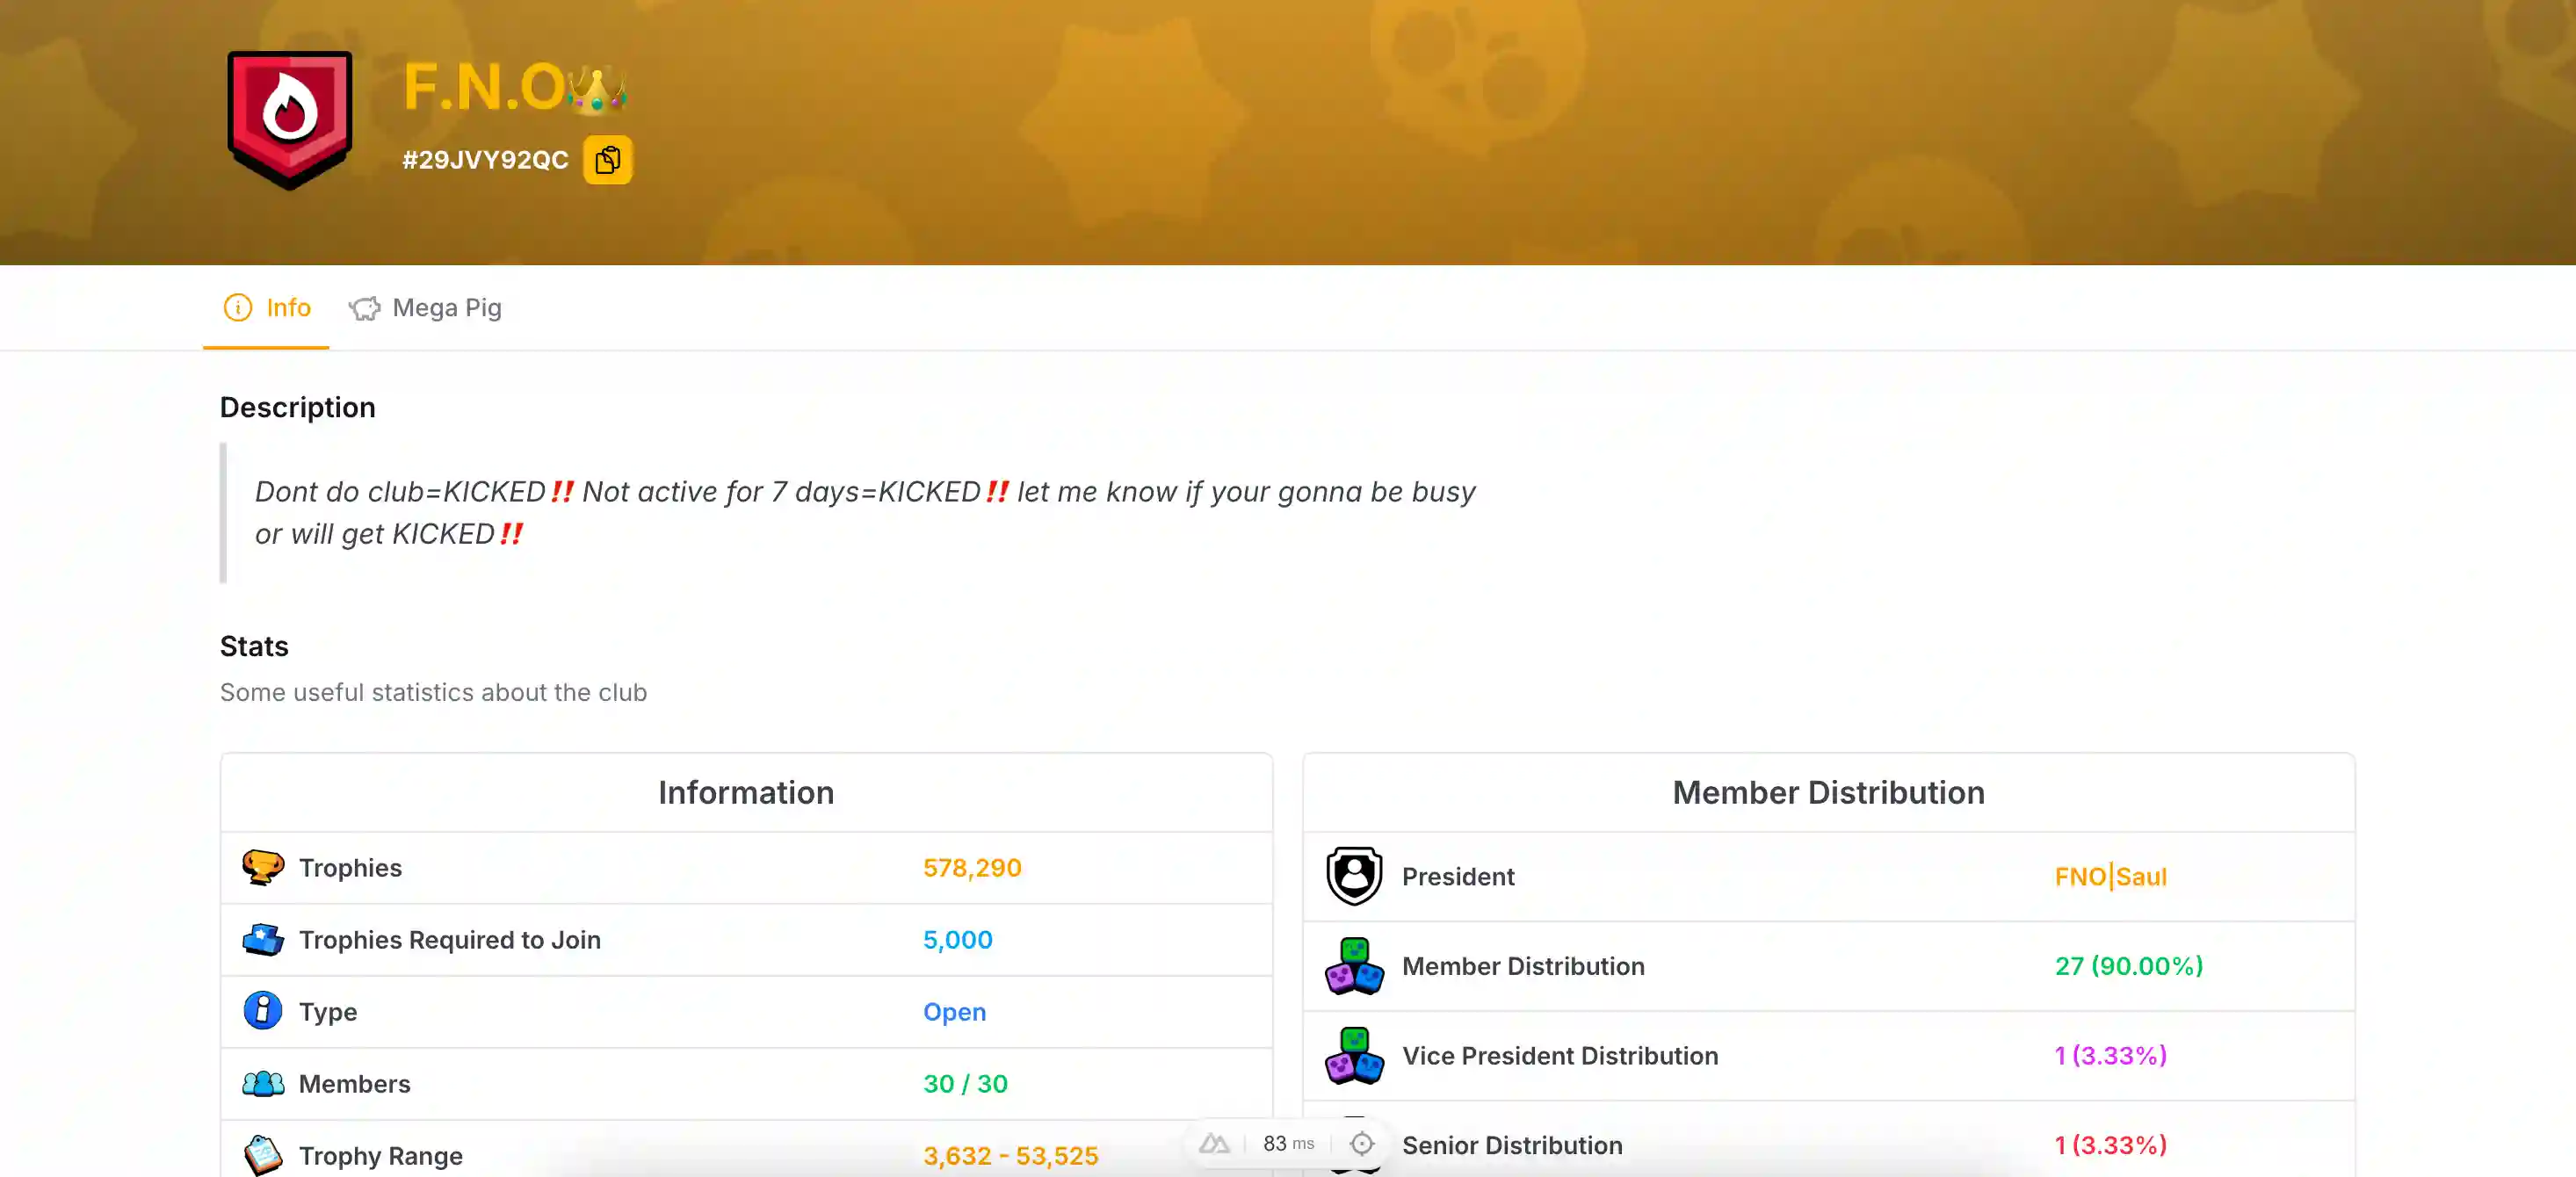 F.N.O👑
#29JVY92QC
Info
Mega Pig
Description
Dont do club=KICKED‼️ Not active for 7 days=KICKED‼️ let me know if your gonna be busy
or will get KICKED‼️
Stats
Some useful statistics about the club
Information
Trophies 578,290
Trophies Required to Join 5,000
Type Open
Members 30 / 30
Trophy Range 3,632 - 53,525
Member Distribution
President FNO|Saul
Member Distribution 27 (90.00%)
Vice President Distribution 1 (3.33%)
Senior Distribution 1 (3.33%)
83 ms